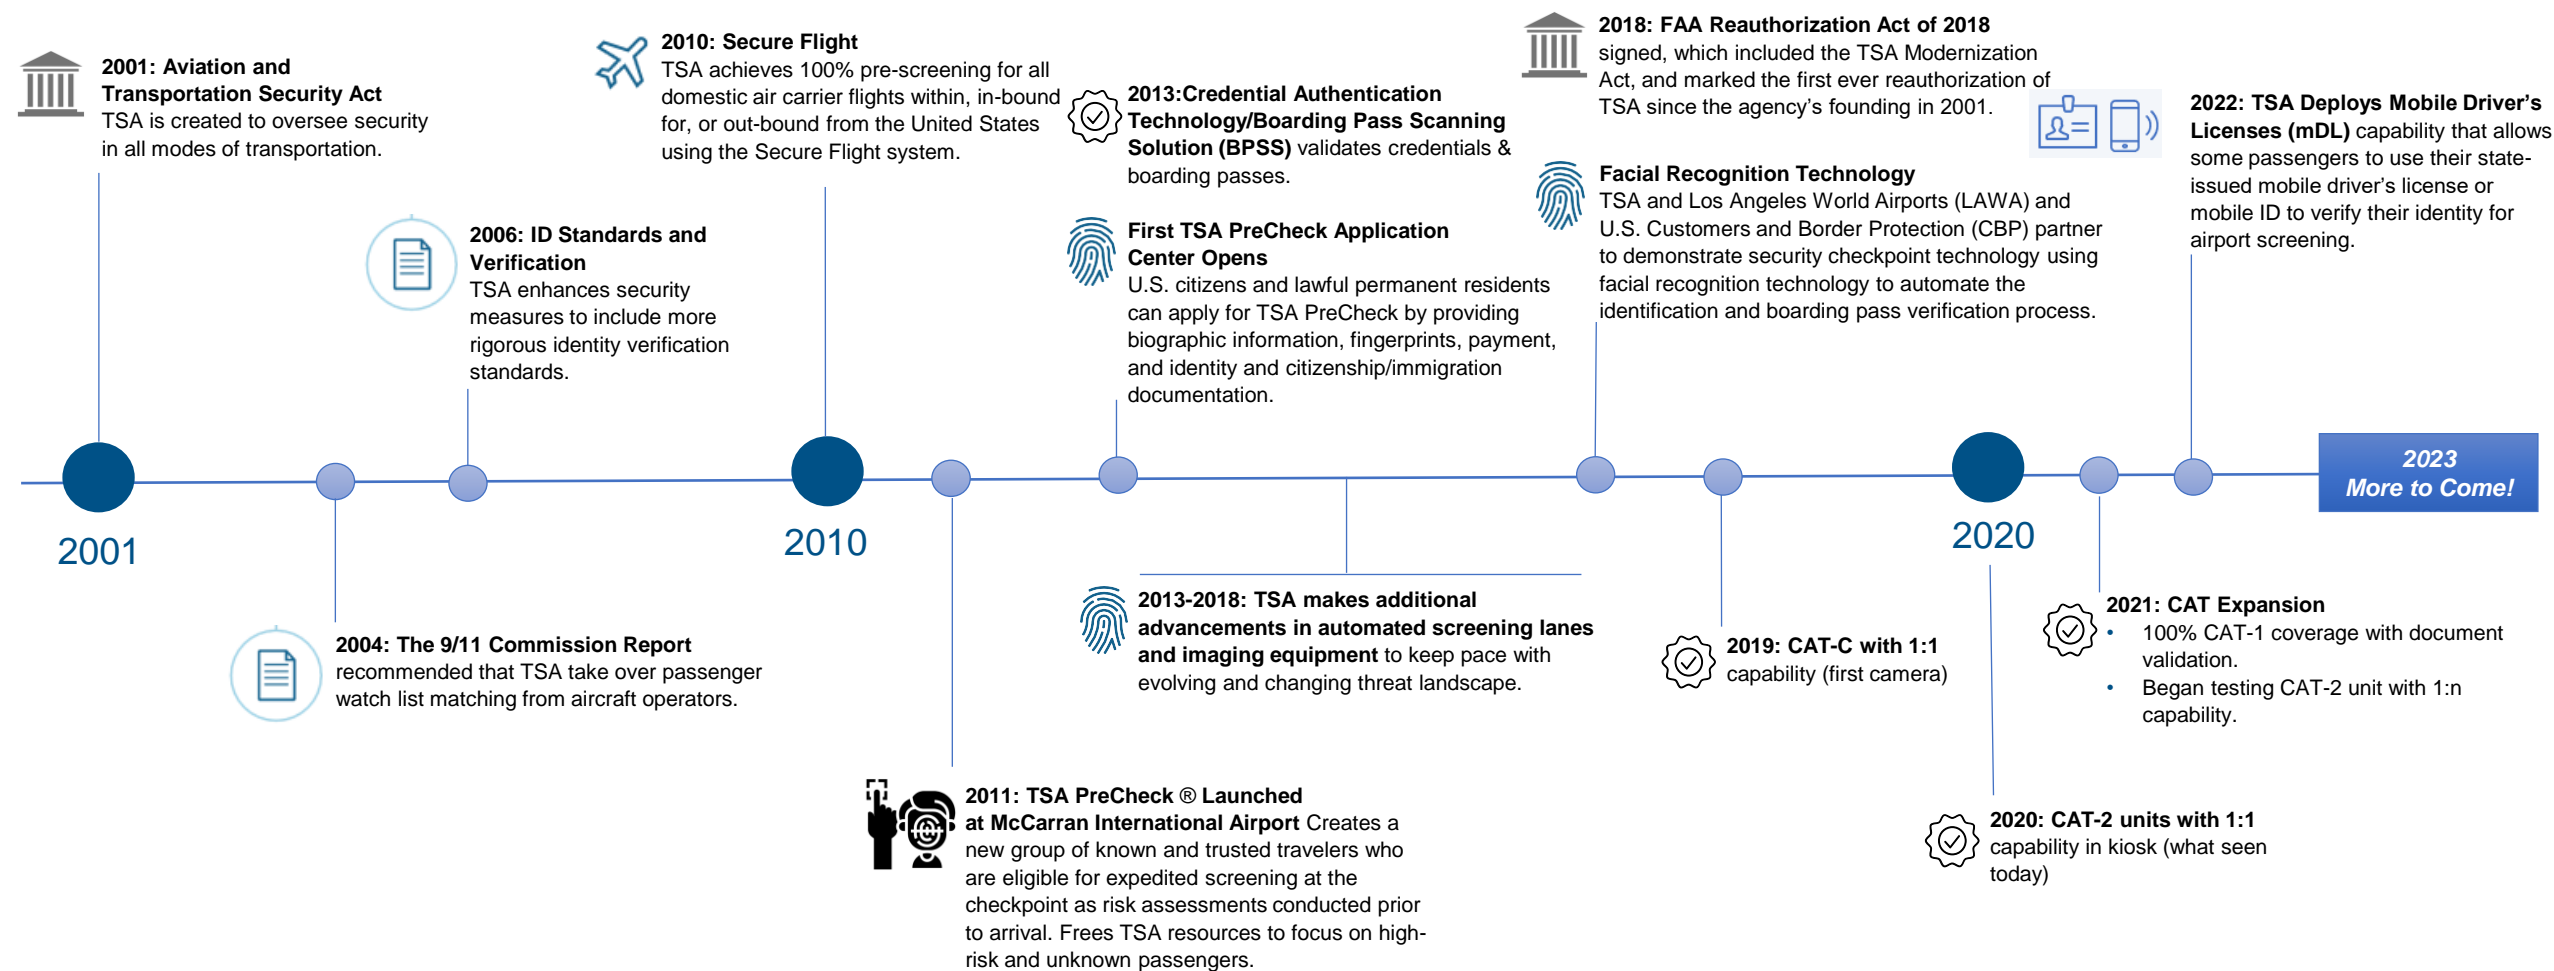 2001: Aviation and
Transportation Security Act
TSA is created to oversee security
in all modes of transportation.
2006: ID Standards and
Verification
TSA enhances security
measures to include more
rigorous identity verification
standards.
2010: Secure Flight
TSA achieves 100% pre-screening for all
domestic air carrier flights within, in-bound
for, or out-bound from the United States
using the Secure Flight system.
2013:Credential Authentication
Technology/Boarding Pass Scanning
Solution (BPSS) validates credentials &
boarding passes.
First TSA PreCheck Application
Center Opens
U.S. citizens and lawful permanent residents
can apply for TSA PreCheck by providing
biographic information, fingerprints, payment,
and identity and citizenship/immigration
documentation.
2018: FAA Reauthorization Act of 2018
signed, which included the TSA Modernization
Act, and marked the first ever reauthorization of
TSA since the agency’s founding in 2001.
Facial Recognition Technology
TSA and Los Angeles World Airports (LAWA) and
U.S. Customers and Border Protection (CBP) partner
to demonstrate security checkpoint technology using
facial recognition technology to automate the
identification and boarding pass verification process.
2022: TSA Deploys Mobile Driver’s
Licenses (mDL) capability that allows
some passengers to use their state-
issued mobile driver’s license or
mobile ID to verify their identity for
airport screening.
2001
2010
2020
2023
More to Come!
2004: The 9/11 Commission Report
recommended that TSA take over passenger
watch list matching from aircraft operators.
2011: TSA PreCheck ® Launched
at McCarran International Airport Creates a
new group of known and trusted travelers who
are eligible for expedited screening at the
checkpoint as risk assessments conducted prior
to arrival. Frees TSA resources to focus on high-
risk and unknown passengers.
2013-2018: TSA makes additional
advancements in automated screening lanes
and imaging equipment to keep pace with
evolving and changing threat landscape.
2019: CAT-C with 1:1
capability (first camera)
2020: CAT-2 units with 1:1
capability in kiosk (what seen
today)
2021: CAT Expansion
• 100% CAT-1 coverage with document
validation.
• Began testing CAT-2 unit with 1:n
capability.